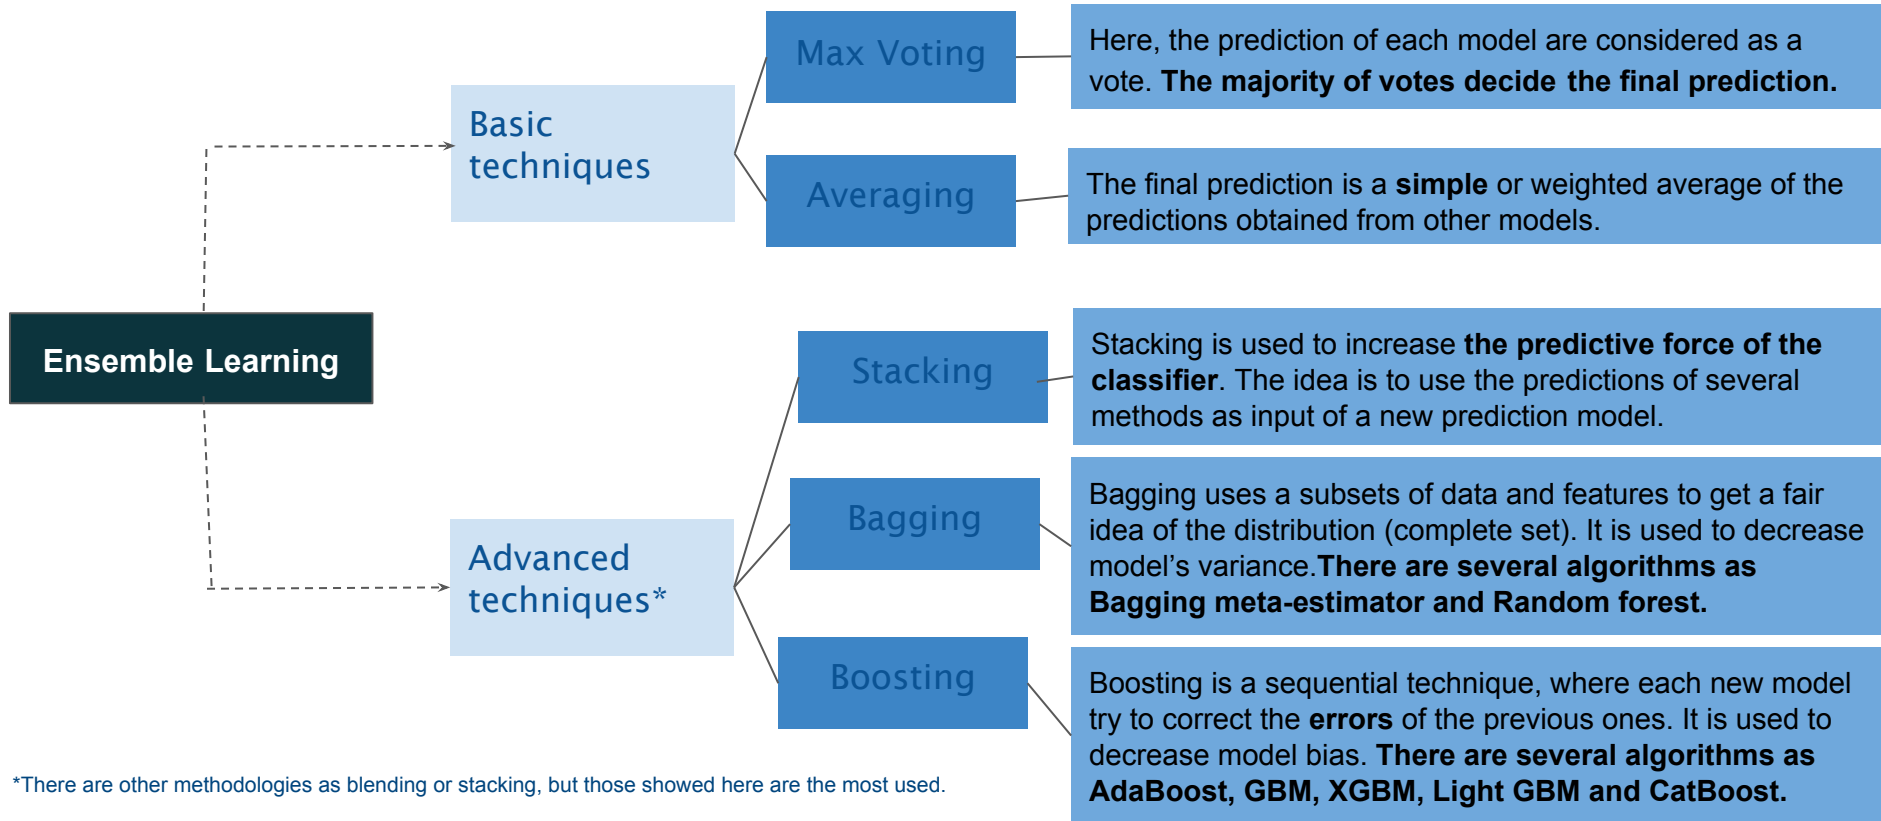 Max Voting
Here, the prediction of each model are considered as a
vote. The majority of votes decide the final prediction.
Basic
techniques
Averaging
The final prediction is a simple or weighted average of the
predictions obtained from other models.
Ensemble Learning
Stacking
Stacking is used to increase the predictive force of the
classifier. The idea is to use the predictions of several
methods as input of a new prediction model.
Bagging
Bagging uses a subsets of data and features to get a fair
idea of the distribution (complete set). It is used to decrease
model’s variance.There are several algorithms as
Bagging meta-estimator and Random forest.
Advanced
techniques*
Boosting
Boosting is a sequential technique, where each new model
try to correct the errors of the previous ones. It is used to
decrease model bias. There are several algorithms as
AdaBoost, GBM, XGBM, Light GBM and CatBoost.
*There are other methodologies as blending or stacking, but those showed here are the most used.